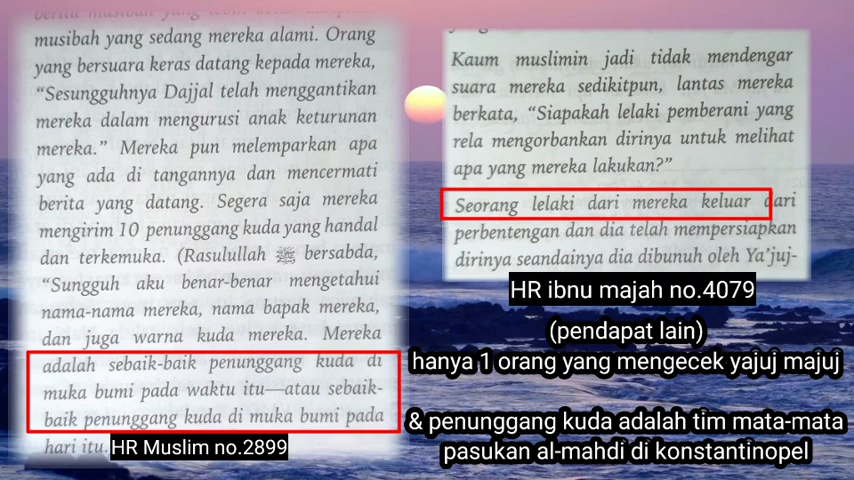 berita musibah yang lebih besar
musibah yang sedang mereka alami. Orang
yang bersuara keras datang kepada mereka,
“Sesungguhnya Dajjal telah menggantikan
mereka dalam mengurusi anak keturunan
mereka.” Mereka pun melemparkan apa
yang ada di tangannya dan mencermati
berita yang datang. Segera saja mereka
mengirim 10 penunggang kuda yang handal
dan terkemuka. (Rasulullah ﷺ bersabda,
“Sungguh aku benar-benar mengetahui
nama-nama mereka, nama bapak mereka,
dan juga warna kuda mereka. Mereka
adalah sebaik-baik penunggang kuda di
muka bumi pada waktu itu—atau sebaik-
baik penunggang kuda di muka bumi pada
hari itu.
HR Muslim no.2899
Kaum muslimin jadi tidak mendengar
suara mereka sedikitpun, lantas mereka
berkata, “Siapakah lelaki pemberani yang
rela mengorbankan dirinya untuk melihat
apa yang mereka lakukan?”
Seorang lelaki dari mereka keluar dari
perbentengan dan dia telah mempersiapkan
dirinya seandainya dia dibunuh oleh Ya’juj-
HR ibnu majah no.4079
(pendapat lain)
hanya 1 orang yang mengecek yajuj majuj
& penunggang kuda adalah tim mata-mata
pasukan al-mahdi di konstantinopel